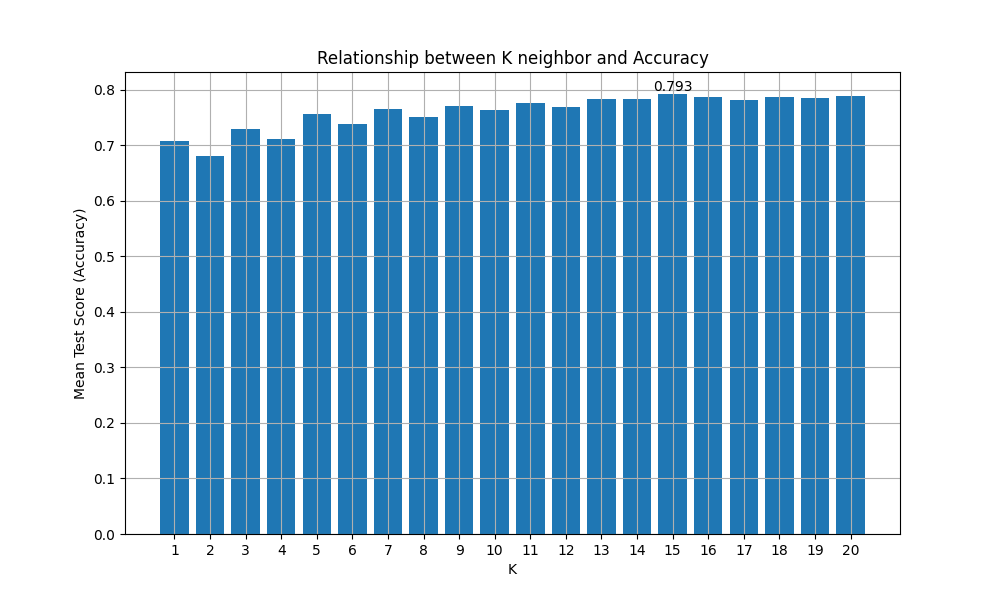 Relationship between K neighbor and Accuracy
0.793
Mean Test Score (Accuracy)
0.8
0.7
0.6
0.5
0.4
0.3
0.2
0.1
0.0
1 2 3 4 5 6 7 8 9 10 11 12 13 14 15 16 17 18 19 20
K